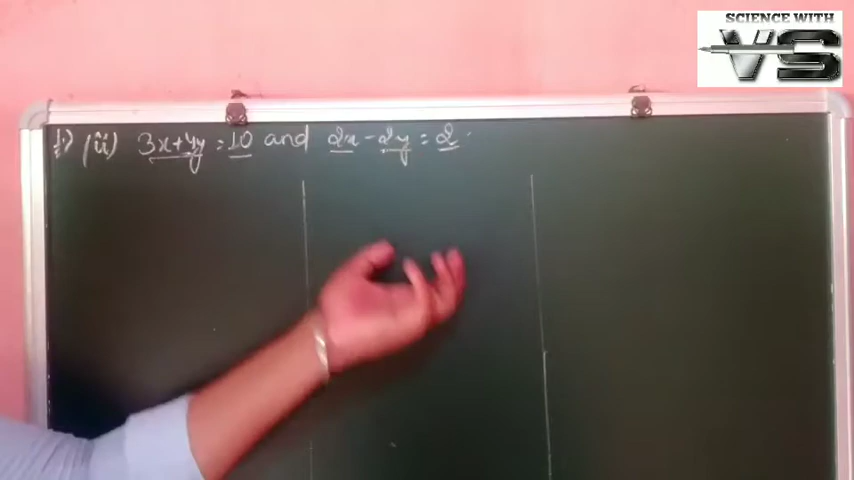 SCIENCE WITH
VS
1) (ii) 3x+4y = 10 and 2x - 2y = 2